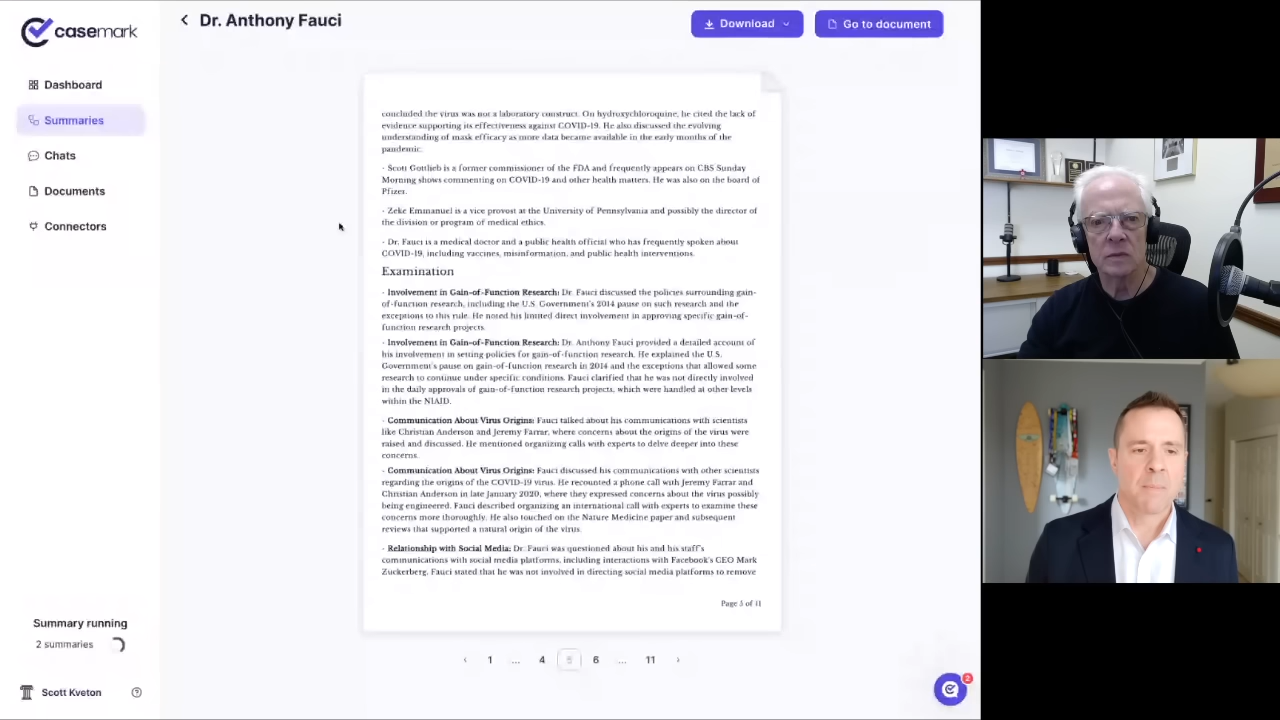 casemark
Dr. Anthony Fauci
Download
Go to document
Dashboard
Summaries
Chats
Documents
Connectors
concluded the virus was not a laboratory construct. On hydroxychloroquine, he cited the lack of
evidence supporting its effectiveness against COVID-19. He also discussed the evolving
understanding of mask efficacy as more data became available in the early months of the
pandemic.
- Scott Gottlieb is a former commissioner of the FDA and frequently appears on CBS Sunday
Morning shows commenting on COVID-19 and other health matters. He was also on the board of
Pfizer.
- Zeke Emmanuel is a vice provost at the University of Pennsylvania and possibly the director of
the division or program of medical ethics.
- Dr. Fauci is a medical doctor and a public health official who has frequently spoken about
COVID-19, including vaccines, misinformation, and public health interventions.
Examination
- Involvement in Gain-of-Function Research: Dr. Fauci discussed the policies surrounding gain-
of-function research, including the U.S. Government's 2014 pause on such research and the
exceptions to this rule. He noted his limited direct involvement in approving specific gain-of-
function research projects.
- Involvement in Gain-of-Function Research: Dr. Anthony Fauci provided a detailed account of
his involvement in setting policies for gain-of-function research. He explained the U.S.
Government's pause on gain-of-function research in 2014 and the exceptions that allowed some
research to continue under specific conditions. Fauci clarified that he was not directly involved
in the daily approvals of gain-of-function research projects, which were handled at other levels
within the NIAID.
- Communication About Virus Origins: Fauci talked about his communications with scientists
like Christian Anderson and Jeremy Farrar, where concerns about the origins of the virus were
raised and discussed. He mentioned organizing calls with experts to delve deeper into these
concerns.
- Communication About Virus Origins: Fauci discussed his communications with other scientists
regarding the origins of the COVID-19 virus. He recounted a phone call with Jeremy Farrar and
Christian Anderson in late January 2020, where they expressed concerns about the virus possibly
being engineered. Fauci described organizing an international call with experts to examine these
concerns more thoroughly. He also touched on the Nature Medicine paper and subsequent
reviews that supported a natural origin of the virus.
- Relationship with Social Media: Dr. Fauci was questioned about his and his staff's
communications with social media platforms, including interactions with Facebook's CEO Mark
Zuckerberg. Fauci stated that he was not involved in directing social media platforms to remove
Page 5 of 11
1 ... 4 5 6 ... 11
Summary running
2 summaries
Scott Kveton
2